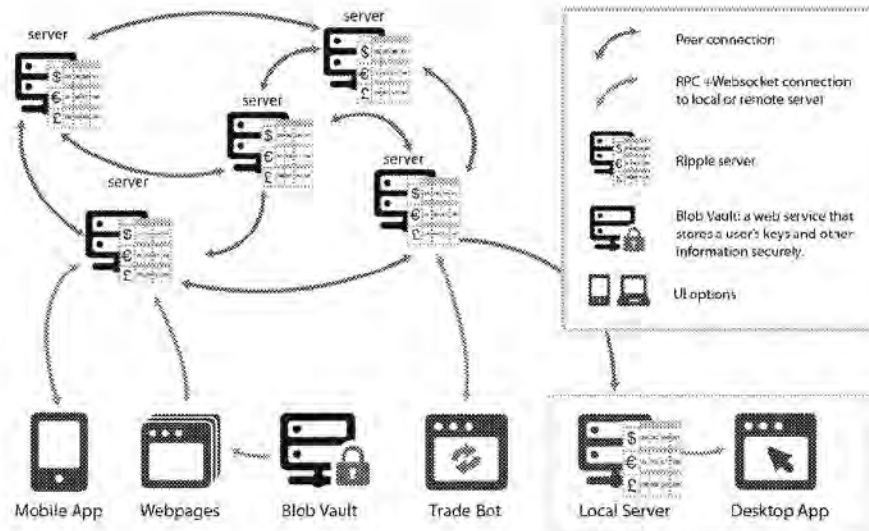 server
server
server
server
server
$
€
£
$
€
£
$
€
£
$
€
£
$
€
£
Peer connection
RPC +Websocket connection
to local or remote server
$
€
£
Ripple server
Blob Vault: a web service that
stores a user's keys and other
information securely.
UI options
$
€
£
Mobile App
Webpages
Blob Vault
Trade Bot
Local Server
Desktop App